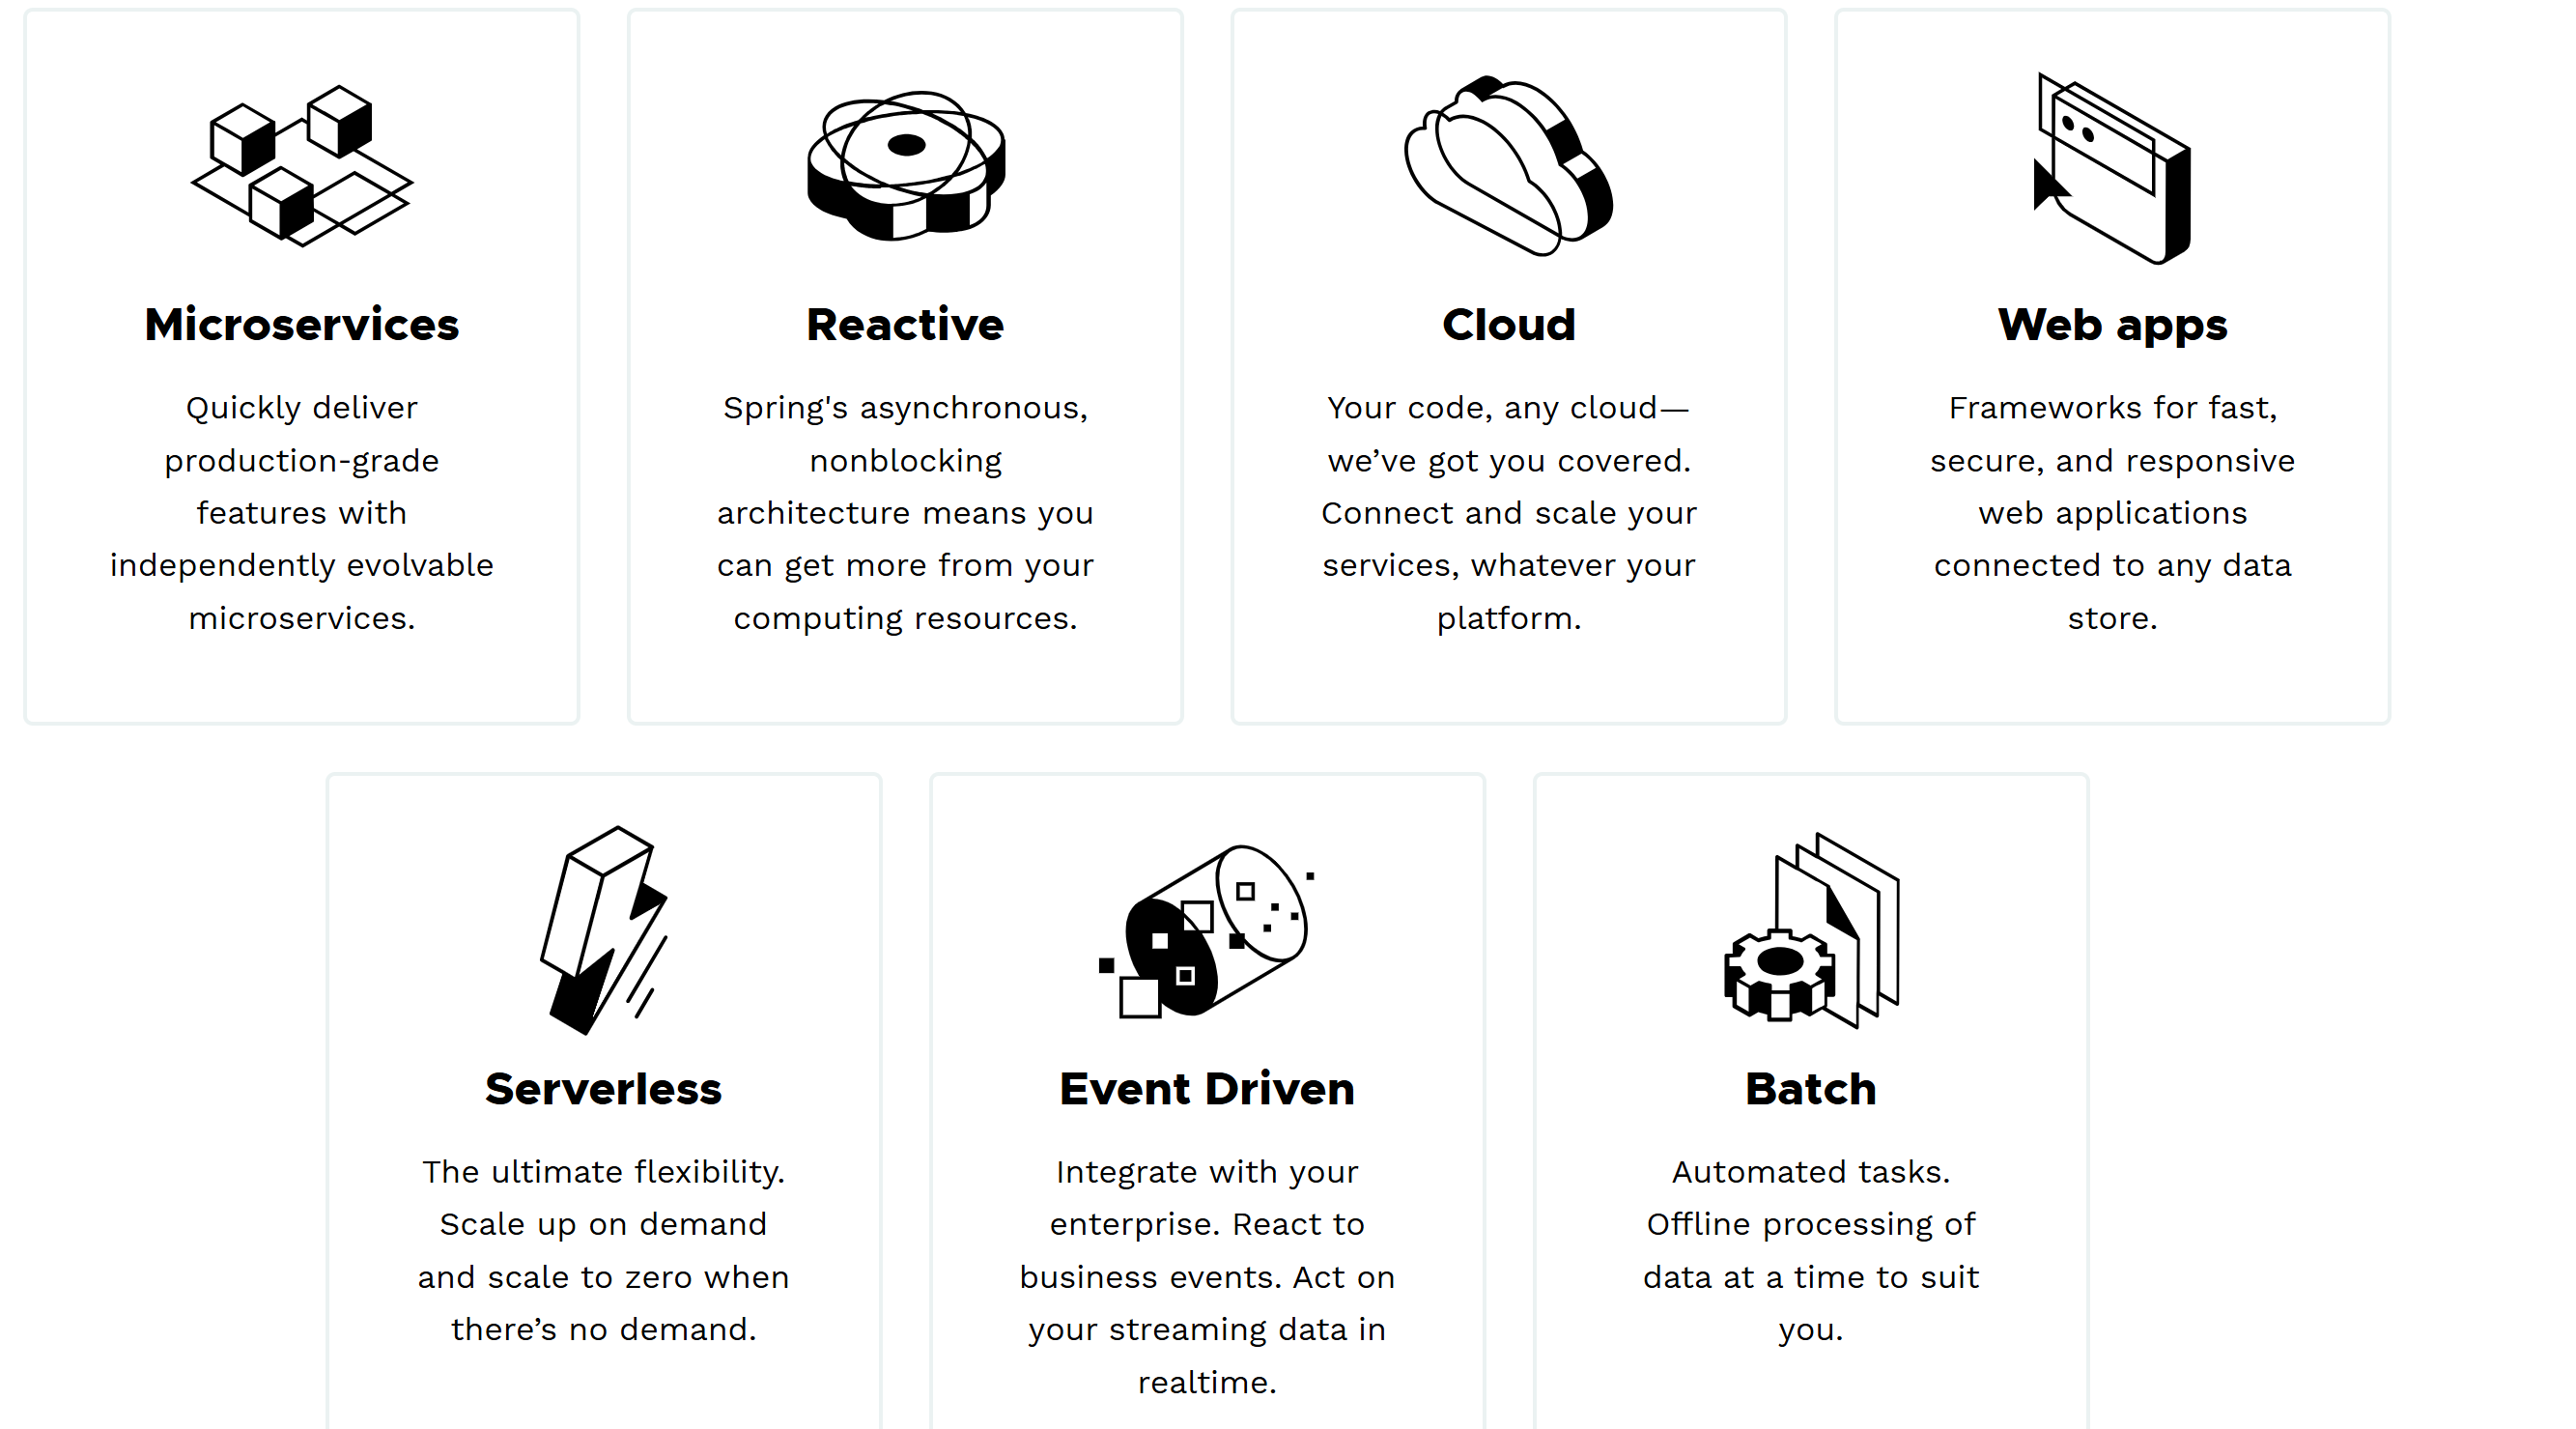 Microservices
Quickly deliver
production-grade
features with
independently evolvable
microservices.
Reactive
Spring's asynchronous,
nonblocking
architecture means you
can get more from your
computing resources.
Cloud
Your code, any cloud—
we’ve got you covered.
Connect and scale your
services, whatever your
platform.
Web apps
Frameworks for fast,
secure, and responsive
web applications
connected to any data
store.
Serverless
The ultimate flexibility.
Scale up on demand
and scale to zero when
there’s no demand.
Event Driven
Integrate with your
enterprise. React to
business events. Act on
your streaming data in
realtime.
Batch
Automated tasks.
Offline processing of
data at a time to suit
you.